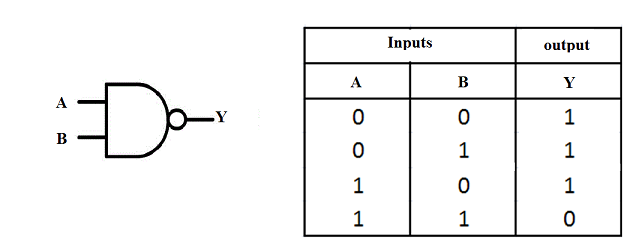 A
B
Y
Inputs output
A B Y
0 0 1
0 1 1
1 0 1
1 1 0